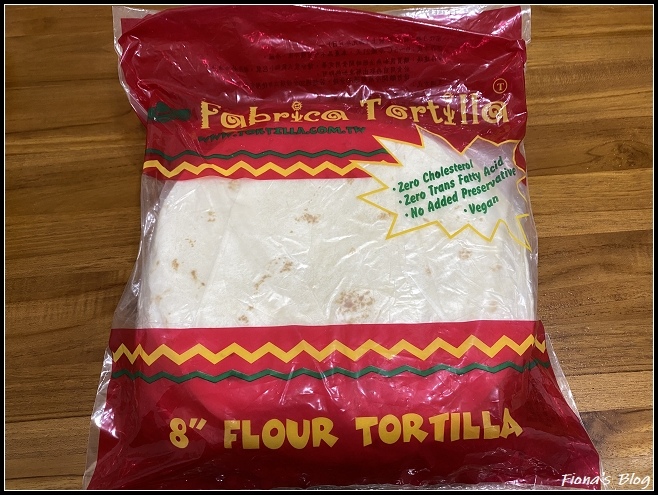 Fabrica Tortilla
T
WWW.TORTILLA.COM.TW
• Zero Cholesterol
• Zero Trans Fatty Acid
• No Added Preservative
• Vegan
8" FLOUR TORTILLA
Fiona's Blog